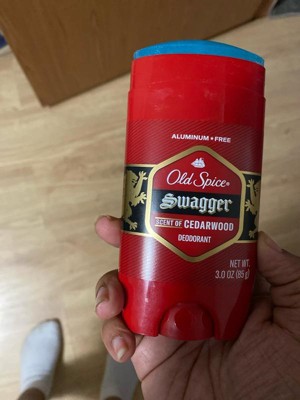 ALUMINUM • FREE
Old Spice®
Swagger
SCENT OF CEDARWOOD
DEODORANT
NET WT.
3.0 OZ (85g)